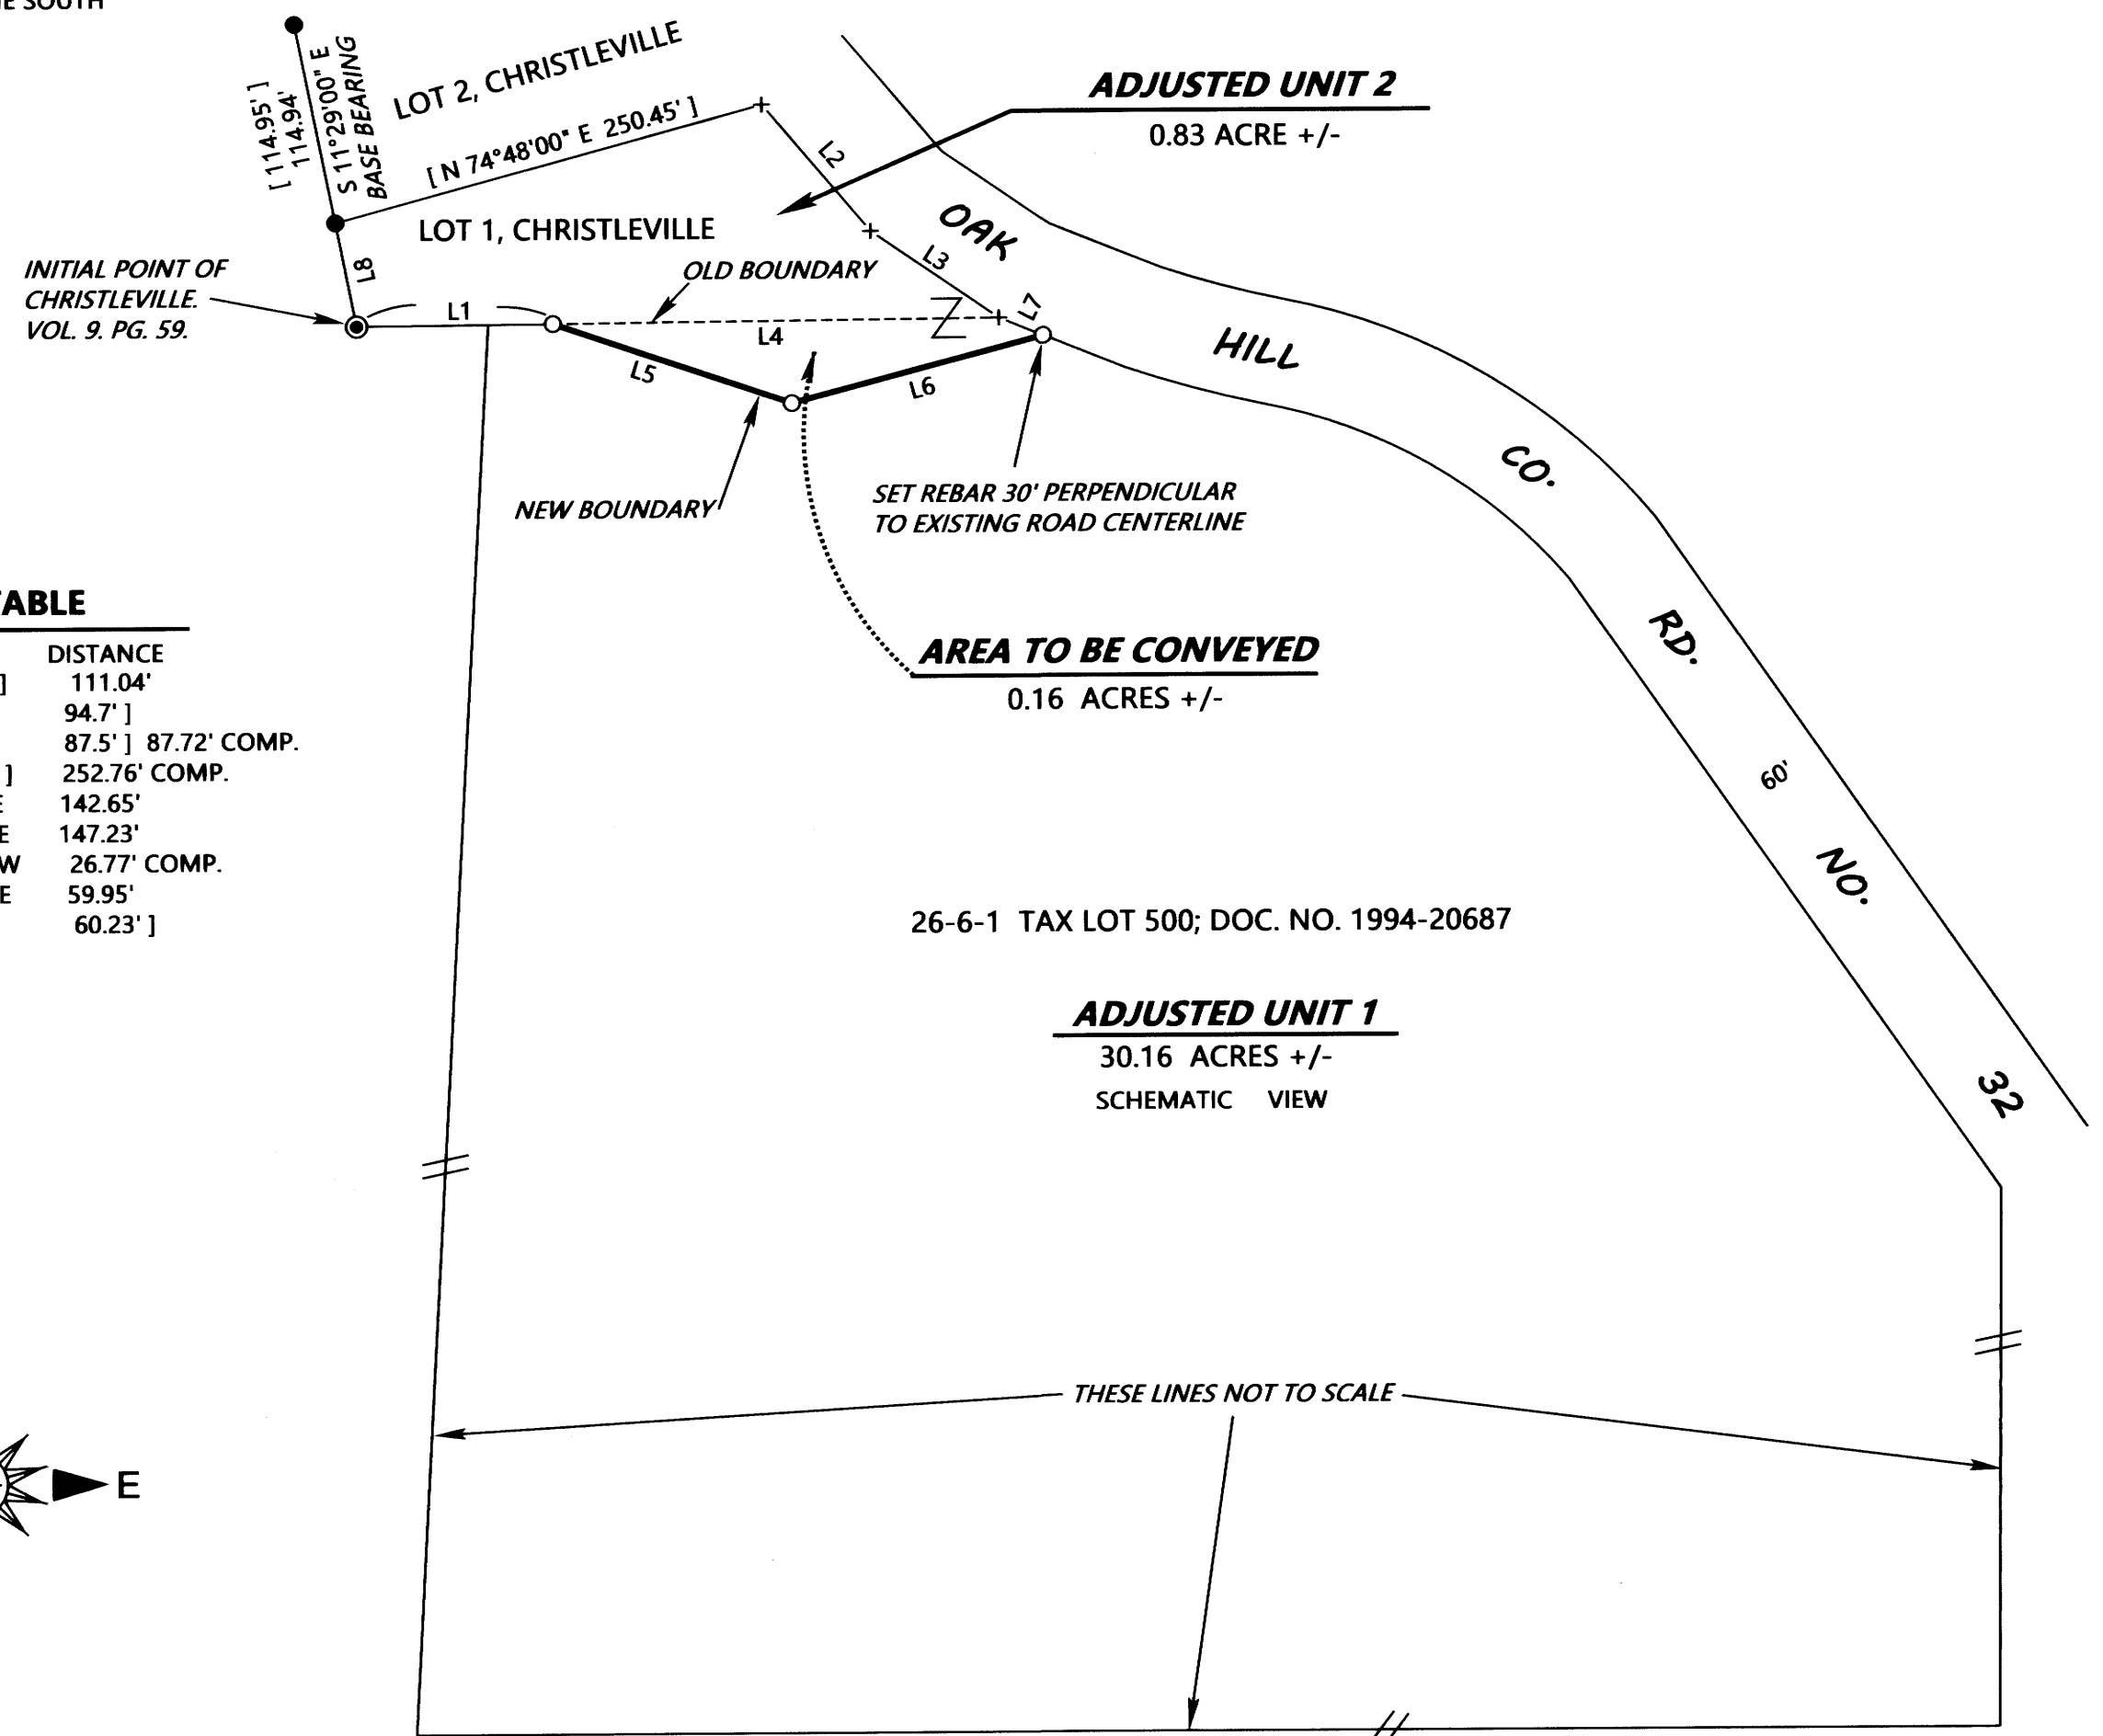 SOUTH
[ 114.95' ]
114.94'
S 11°29'00" E
BASE BEARING
LOT 2, CHRISTLEVILLE
[ N 74°48'00" E 250.45' ]
ADJUSTED UNIT 2
0.83 ACRE +/-
L2
LOT 1, CHRISTLEVILLE
INITIAL POINT OF
CHRISTLEVILLE.
VOL. 9. PG. 59.
L8
L1
OLD BOUNDARY
L3
L7
L4
L5
L6
OAK
HILL
CO.
RD.
60'
NO.
32
NEW BOUNDARY
SET REBAR 30' PERPENDICULAR
TO EXISTING ROAD CENTERLINE
AREA TO BE CONVEYED
0.16 ACRES +/-
TABLE
DISTANCE
] 111.04'
94.7' ]
87.5' ] 87.72' COMP.
] 252.76' COMP.
E 142.65'
E 147.23'
W 26.77' COMP.
E 59.95'
60.23' ]
26-6-1 TAX LOT 500; DOC. NO. 1994-20687
ADJUSTED UNIT 1
30.16 ACRES +/-
SCHEMATIC VIEW
THESE LINES NOT TO SCALE
E